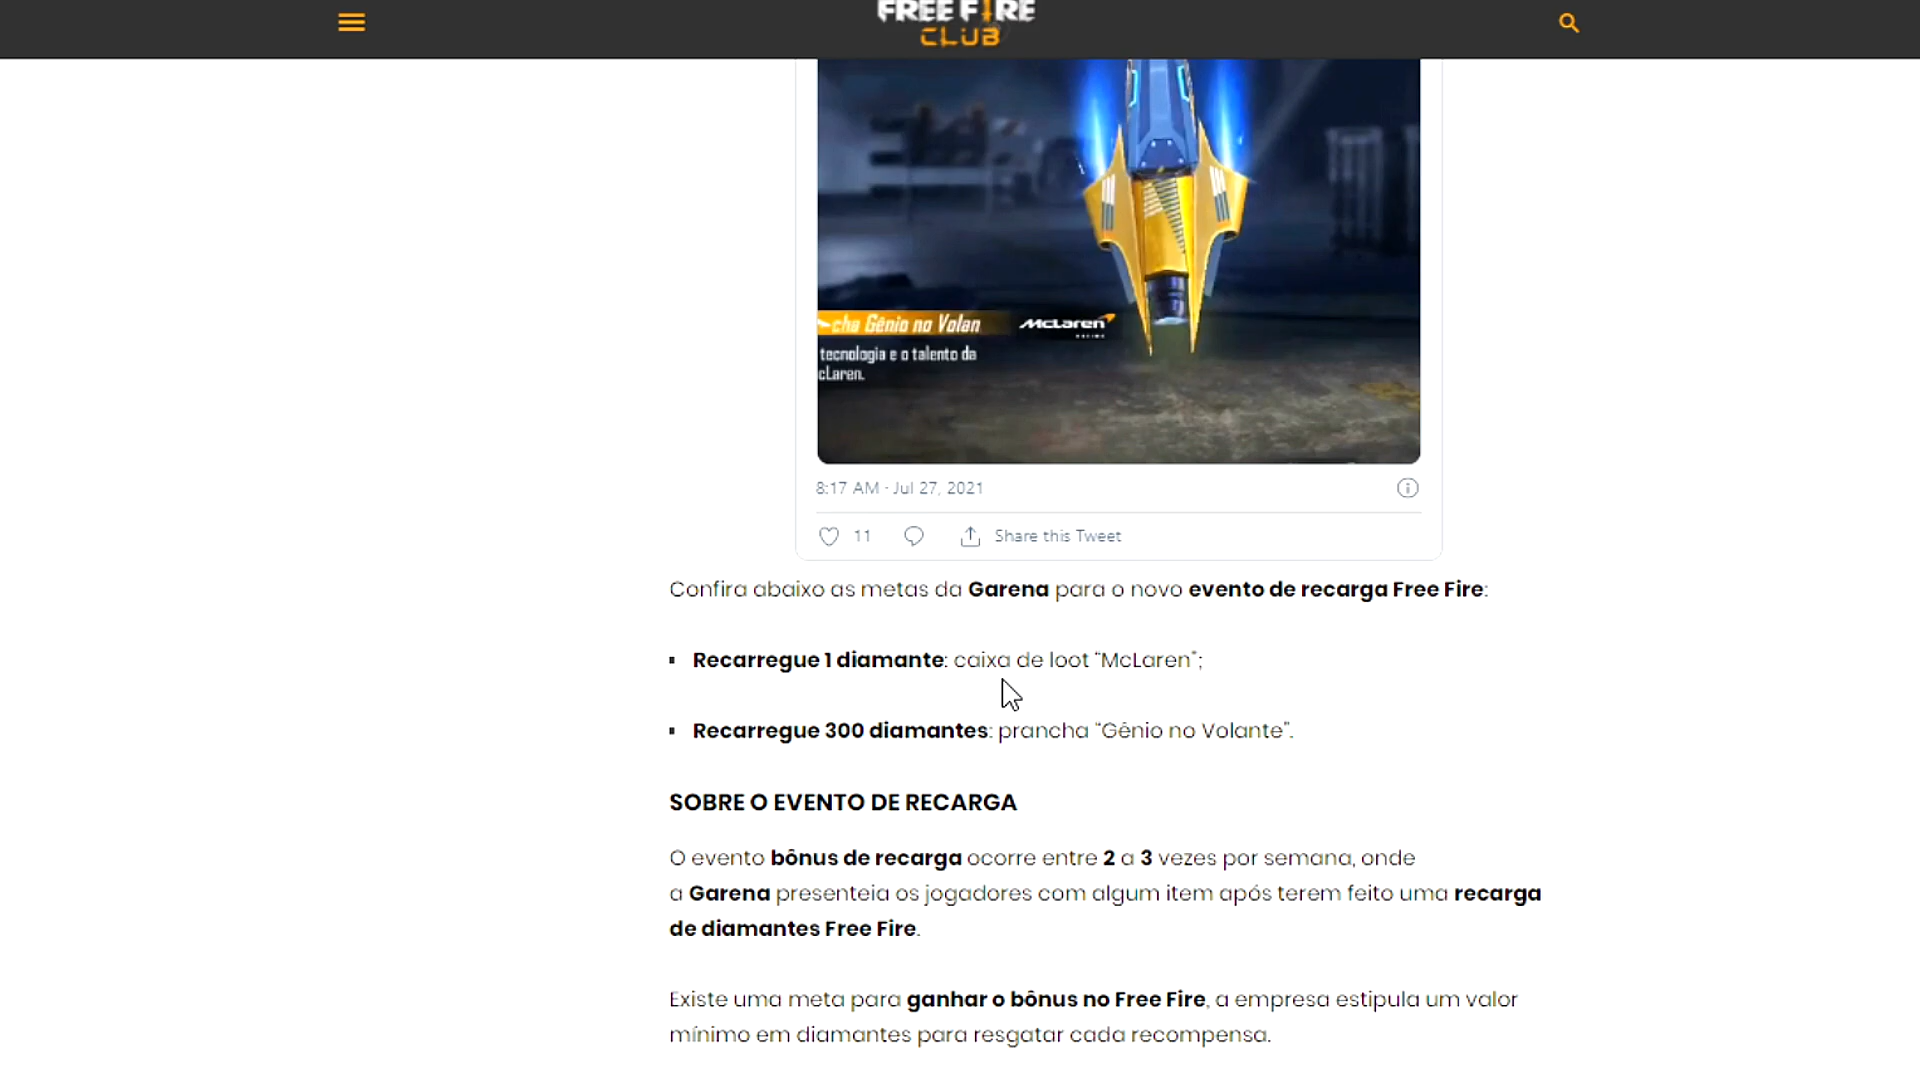 FREE FIRE
CLUB
cha Gênio no Volan
McLaren
tecnologia e o talento da
cLaren.
8:17 AM · Jul 27, 2021
11
Share this Tweet
Confira abaixo as metas da Garena para o novo evento de recarga Free Fire:
▪ Recarregue 1 diamante: caixa de loot “McLaren”;
▪ Recarregue 300 diamantes: prancha “Gênio no Volante”.
SOBRE O EVENTO DE RECARGA
O evento bônus de recarga ocorre entre 2 a 3 vezes por semana, onde
a Garena presenteia os jogadores com algum item após terem feito uma recarga
de diamantes Free Fire.
Existe uma meta para ganhar o bônus no Free Fire, a empresa estipula um valor
mínimo em diamantes para resgatar cada recompensa.